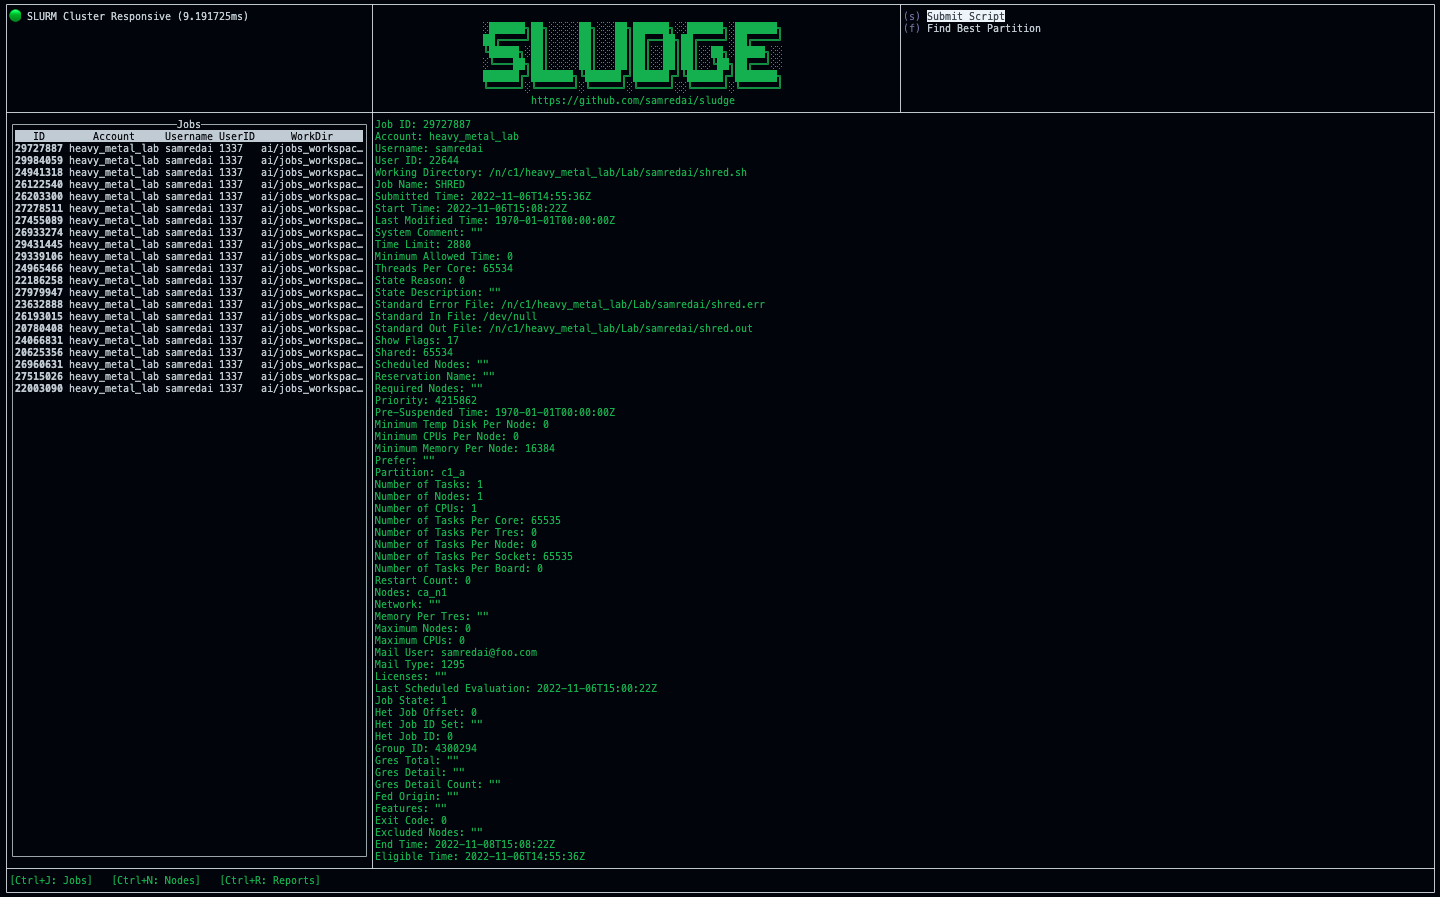 SLURM Cluster Responsive (9.191725ms)
SLUDGE
https://github.com/samredai/sludge
(s) Submit Script
(f) Find Best Partition
Jobs
ID Account Username UserID WorkDir
29727887 heavy_metal_lab samredai 1337 ai/jobs_workspac…
29984059 heavy_metal_lab samredai 1337 ai/jobs_workspac…
24941318 heavy_metal_lab samredai 1337 ai/jobs_workspac…
26122540 heavy_metal_lab samredai 1337 ai/jobs_workspac…
26203300 heavy_metal_lab samredai 1337 ai/jobs_workspac…
27278511 heavy_metal_lab samredai 1337 ai/jobs_workspac…
27455089 heavy_metal_lab samredai 1337 ai/jobs_workspac…
26933274 heavy_metal_lab samredai 1337 ai/jobs_workspac…
29431445 heavy_metal_lab samredai 1337 ai/jobs_workspac…
29339106 heavy_metal_lab samredai 1337 ai/jobs_workspac…
24965466 heavy_metal_lab samredai 1337 ai/jobs_workspac…
22186258 heavy_metal_lab samredai 1337 ai/jobs_workspac…
27979947 heavy_metal_lab samredai 1337 ai/jobs_workspac…
23632888 heavy_metal_lab samredai 1337 ai/jobs_workspac…
26193015 heavy_metal_lab samredai 1337 ai/jobs_workspac…
20780408 heavy_metal_lab samredai 1337 ai/jobs_workspac…
24066831 heavy_metal_lab samredai 1337 ai/jobs_workspac…
20625356 heavy_metal_lab samredai 1337 ai/jobs_workspac…
26960631 heavy_metal_lab samredai 1337 ai/jobs_workspac…
27515026 heavy_metal_lab samredai 1337 ai/jobs_workspac…
22003090 heavy_metal_lab samredai 1337 ai/jobs_workspac…
Job ID: 29727887
Account: heavy_metal_lab
Username: samredai
User ID: 22644
Working Directory: /n/c1/heavy_metal_lab/Lab/samredai/shred.sh
Job Name: SHRED
Submitted Time: 2022-11-06T14:55:36Z
Start Time: 2022-11-06T15:08:22Z
Last Modified Time: 1970-01-01T00:00:00Z
System Comment: ""
Time Limit: 2880
Minimum Allowed Time: 0
Threads Per Core: 65534
State Reason: 0
State Description: ""
Standard Error File: /n/c1/heavy_metal_lab/Lab/samredai/shred.err
Standard In File: /dev/null
Standard Out File: /n/c1/heavy_metal_lab/Lab/samredai/shred.out
Show Flags: 17
Shared: 65534
Scheduled Nodes: ""
Reservation Name: ""
Required Nodes: ""
Priority: 4215862
Pre-Suspended Time: 1970-01-01T00:00:00Z
Minimum Temp Disk Per Node: 0
Minimum CPUs Per Node: 0
Minimum Memory Per Node: 16384
Prefer: ""
Partition: c1_a
Number of Tasks: 1
Number of Nodes: 1
Number of CPUs: 1
Number of Tasks Per Core: 65535
Number of Tasks Per Tres: 0
Number of Tasks Per Node: 0
Number of Tasks Per Socket: 65535
Number of Tasks Per Board: 0
Restart Count: 0
Nodes: ca_n1
Network: ""
Memory Per Tres: ""
Maximum Nodes: 0
Maximum CPUs: 0
Mail User: samredai@foo.com
Mail Type: 1295
Licenses: ""
Last Scheduled Evaluation: 2022-11-06T15:00:22Z
Job State: 1
Het Job Offset: 0
Het Job ID Set: ""
Het Job ID: 0
Group ID: 4300294
Gres Total: ""
Gres Detail: ""
Gres Detail Count: ""
Fed Origin: ""
Features: ""
Exit Code: 0
Excluded Nodes: ""
End Time: 2022-11-08T15:08:22Z
Eligible Time: 2022-11-06T14:55:36Z
[Ctrl+J: Jobs] [Ctrl+N: Nodes] [Ctrl+R: Reports]